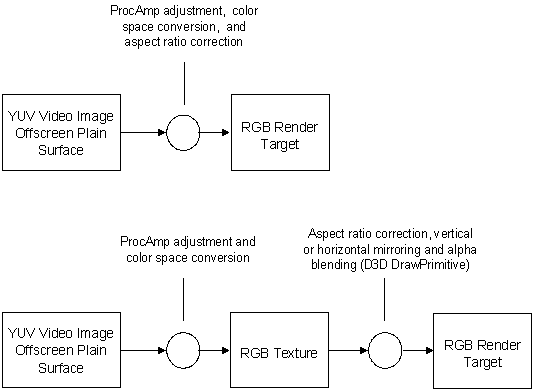 ProcAmp adjustment, color
space conversion, and
aspect ratio correction
YUV Video Image
Offscreen Plain
Surface
RGB Render
Target
ProcAmp adjustment and
color space conversion
Aspect ratio correction, vertical
or horizontal mirroring and alpha
blending (D3D DrawPrimitive)
YUV Video Image
Offscreen Plain
Surface
RGB Texture
RGB Render
Target